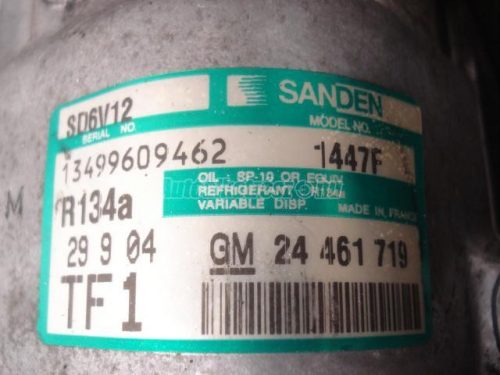 SD6V12
SANDEN
SERIAL NO.
MODEL NO.
13499609462
1447F
OIL: SP-10 OR EQUIV.
REFRIGERANT R134a
VARIABLE DISP. MADE IN FRANCE
M
R134a
29 9 04
GM 24 461 719
TF1